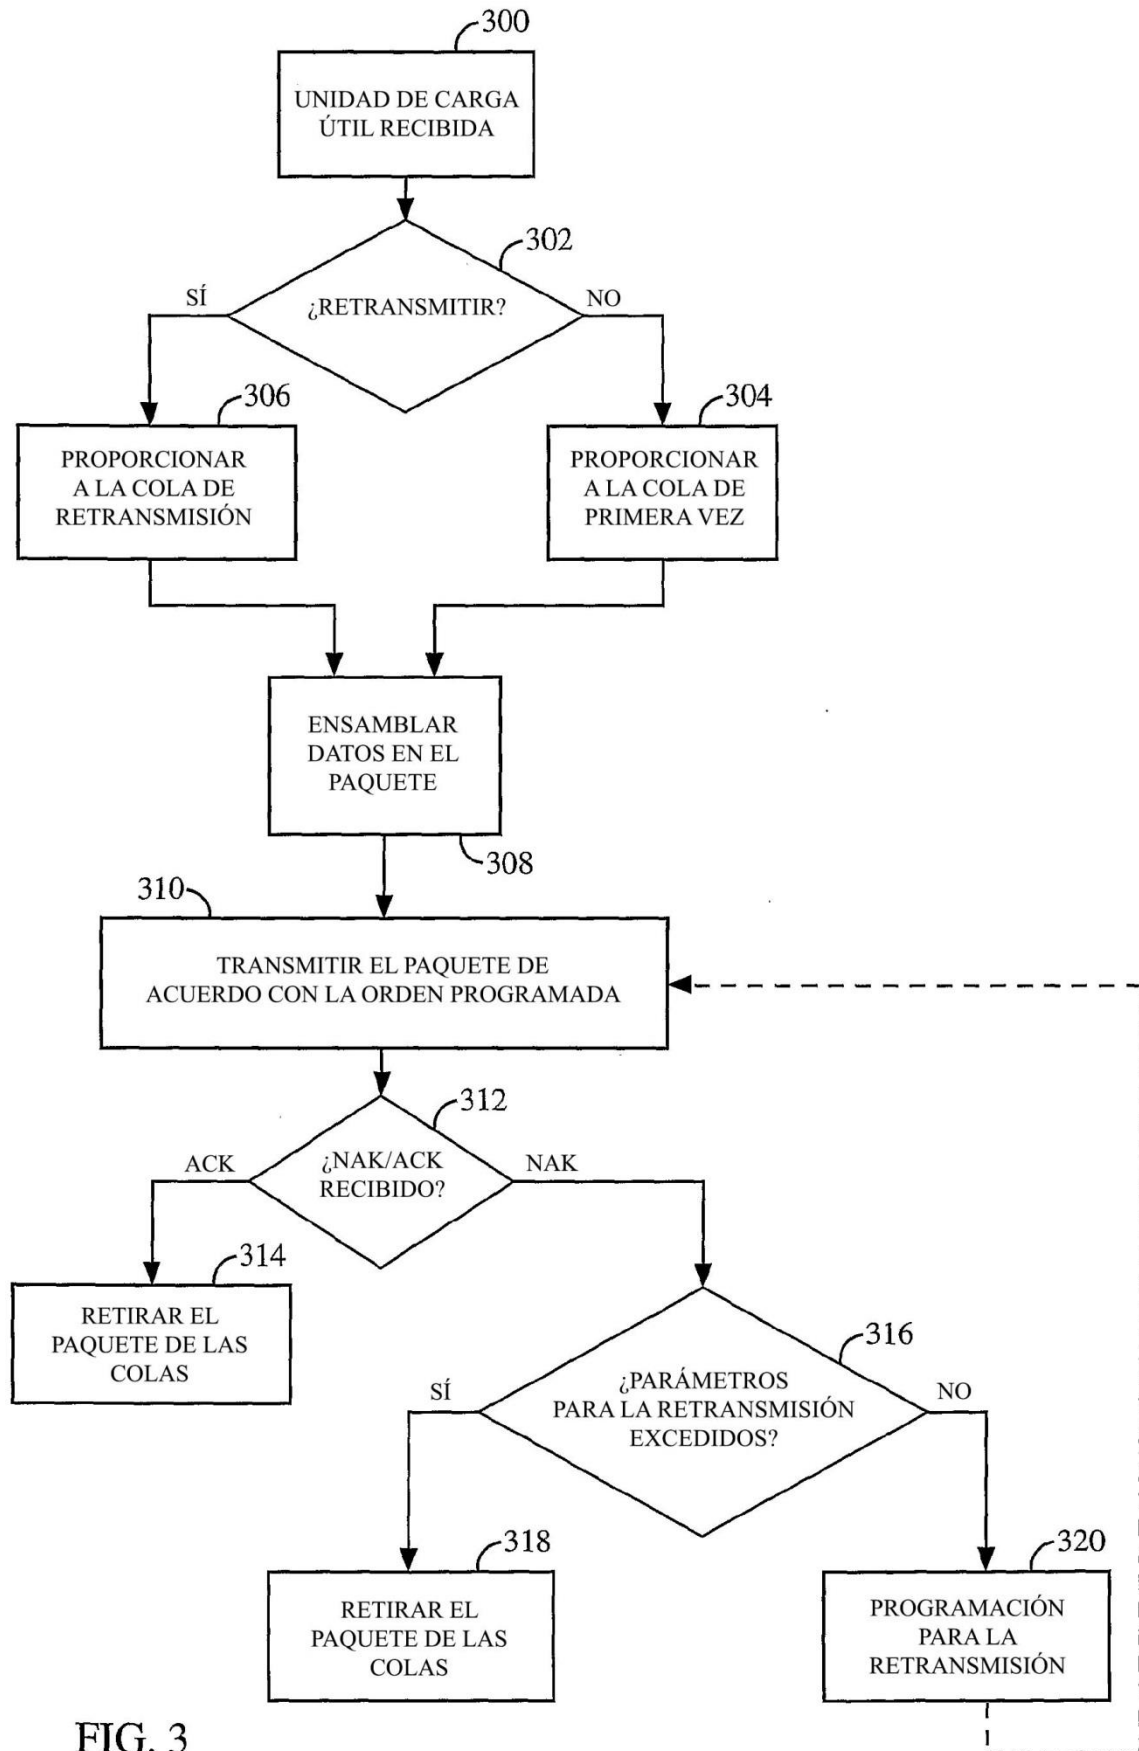 300
UNIDAD DE CARGA
ÚTIL RECIBIDA
302
SÍ
¿RETRANSMITIR?
NO
306
304
PROPORCIONAR
A LA COLA DE
RETRANSMISIÓN
PROPORCIONAR
A LA COLA DE
PRIMERA VEZ
ENSAMBLAR
DATOS EN EL
PAQUETE
308
310
TRANSMITIR EL PAQUETE DE
ACUERDO CON LA ORDEN PROGRAMADA
312
ACK
¿NAK/ACK
RECIBIDO?
NAK
314
RETIRAR EL
PAQUETE DE LAS
COLAS
316
SÍ
¿PARÁMETROS
PARA LA RETRANSMISIÓN
EXCEDIDOS?
NO
318
320
RETIRAR EL
PAQUETE DE LAS
COLAS
PROGRAMACIÓN
PARA LA
RETRANSMISIÓN
FIG. 3